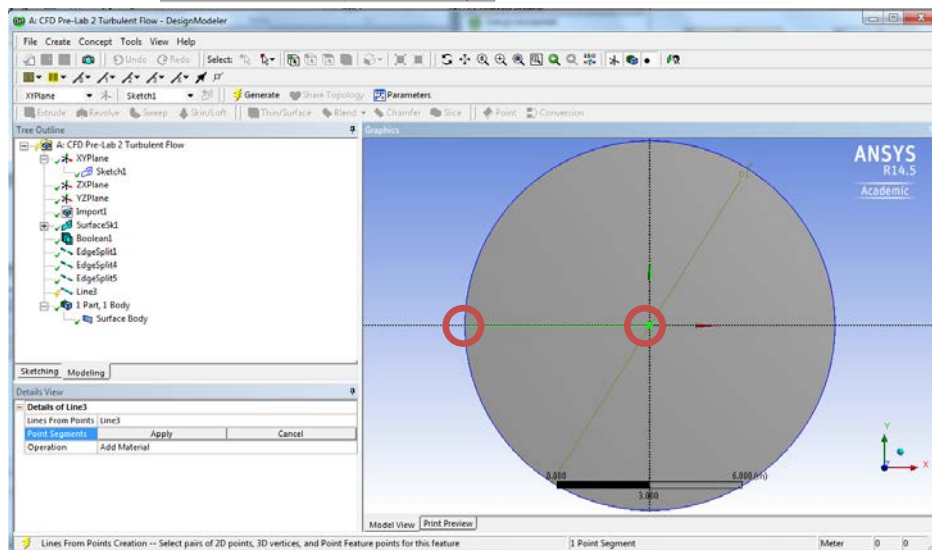 A: CFD Pre-Lab 2 Turbulent Flow - DesignModeler
File Create Concept Tools View Help
Undo Redo Select:
XYPlane Sketch1 Generate Share Topology Parameters
Extrude Revolve Sweep Skin/Loft Thin/Surface Blend Chamfer Slice Point Conversion
Tree Outline
A: CFD Pre-Lab 2 Turbulent Flow
XYPlane
Sketch1
ZXPlane
YZPlane
Import1
SurfaceSk1
Boolean1
EdgeSplit1
EdgeSplit4
EdgeSplit5
Line3
1 Part, 1 Body
Surface Body
Sketching Modeling
Details View
Details of Line3
Lines From Points Line3
Point Segments Apply Cancel
Operation Add Material
Graphics
ANSYS
R14.5
Academic
0.000 6.000 (m)
3.000
Y
X
Z
Model View Print Preview
Lines From Points Creation -- Select pairs of 2D points, 3D vertices, and Point Feature points for this feature 1 Point Segment Meter 0 0